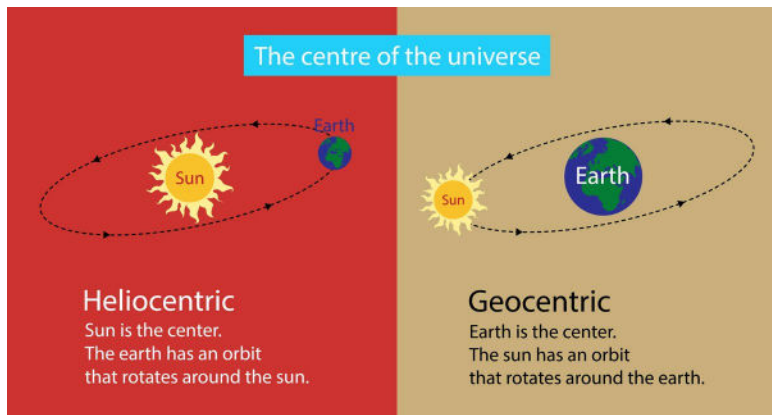 The centre of the universe
Earth
Sun
Heliocentric
Sun is the center.
The earth has an orbit
that rotates around the sun.
Earth
Sun
Geocentric
Earth is the center.
The sun has an orbit
that rotates around the earth.